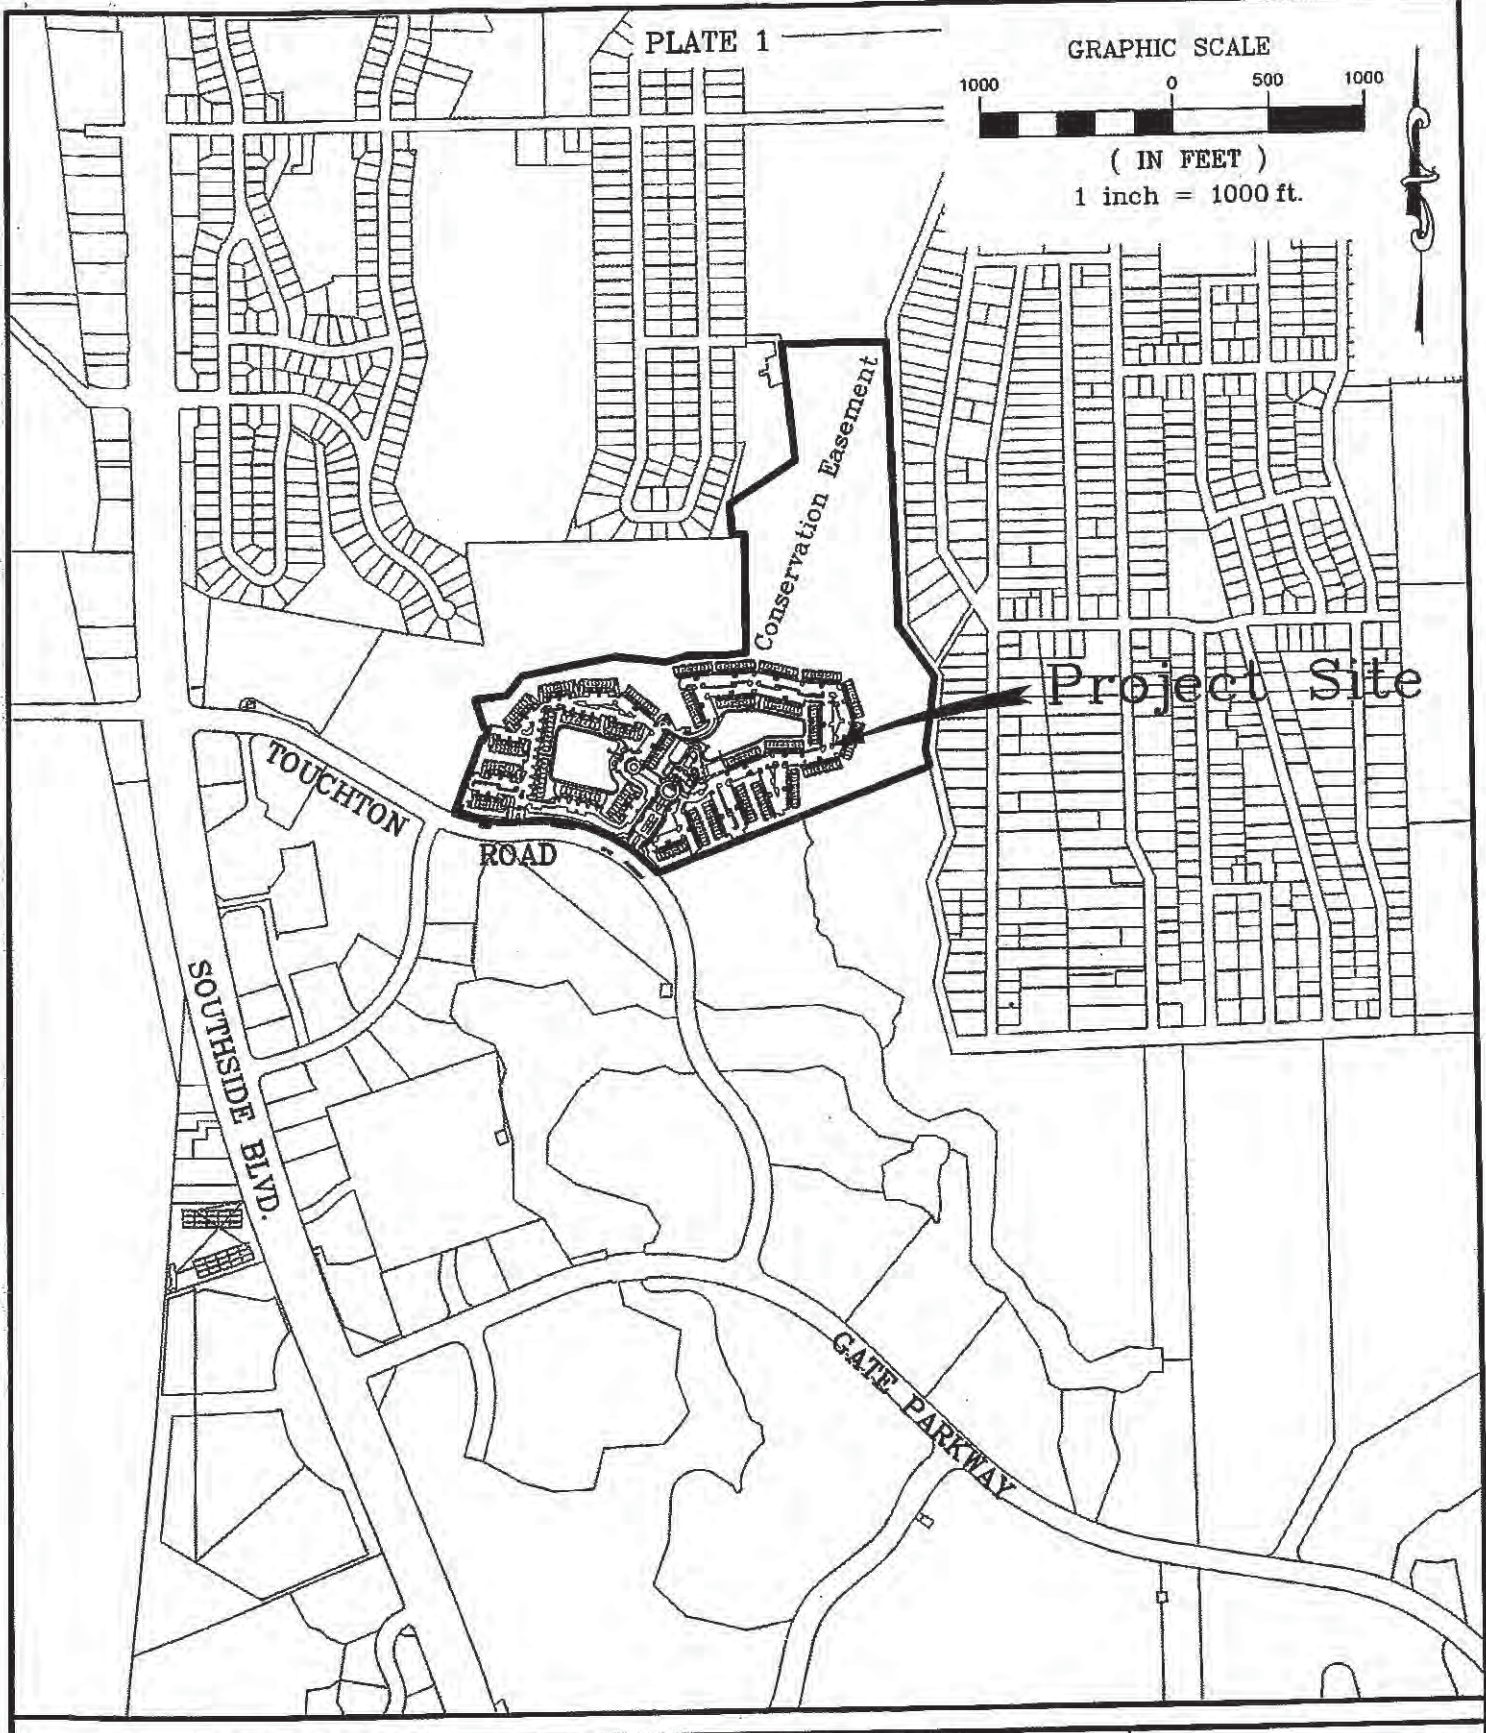 PLATE 1
GRAPHIC SCALE
1000 0 500 1000
( IN FEET )
1 inch = 1000 ft.
Conservation Easement
Project Site
TOUCHTON
ROAD
SOUTHSIDE BLVD.
GATE PARKWAY